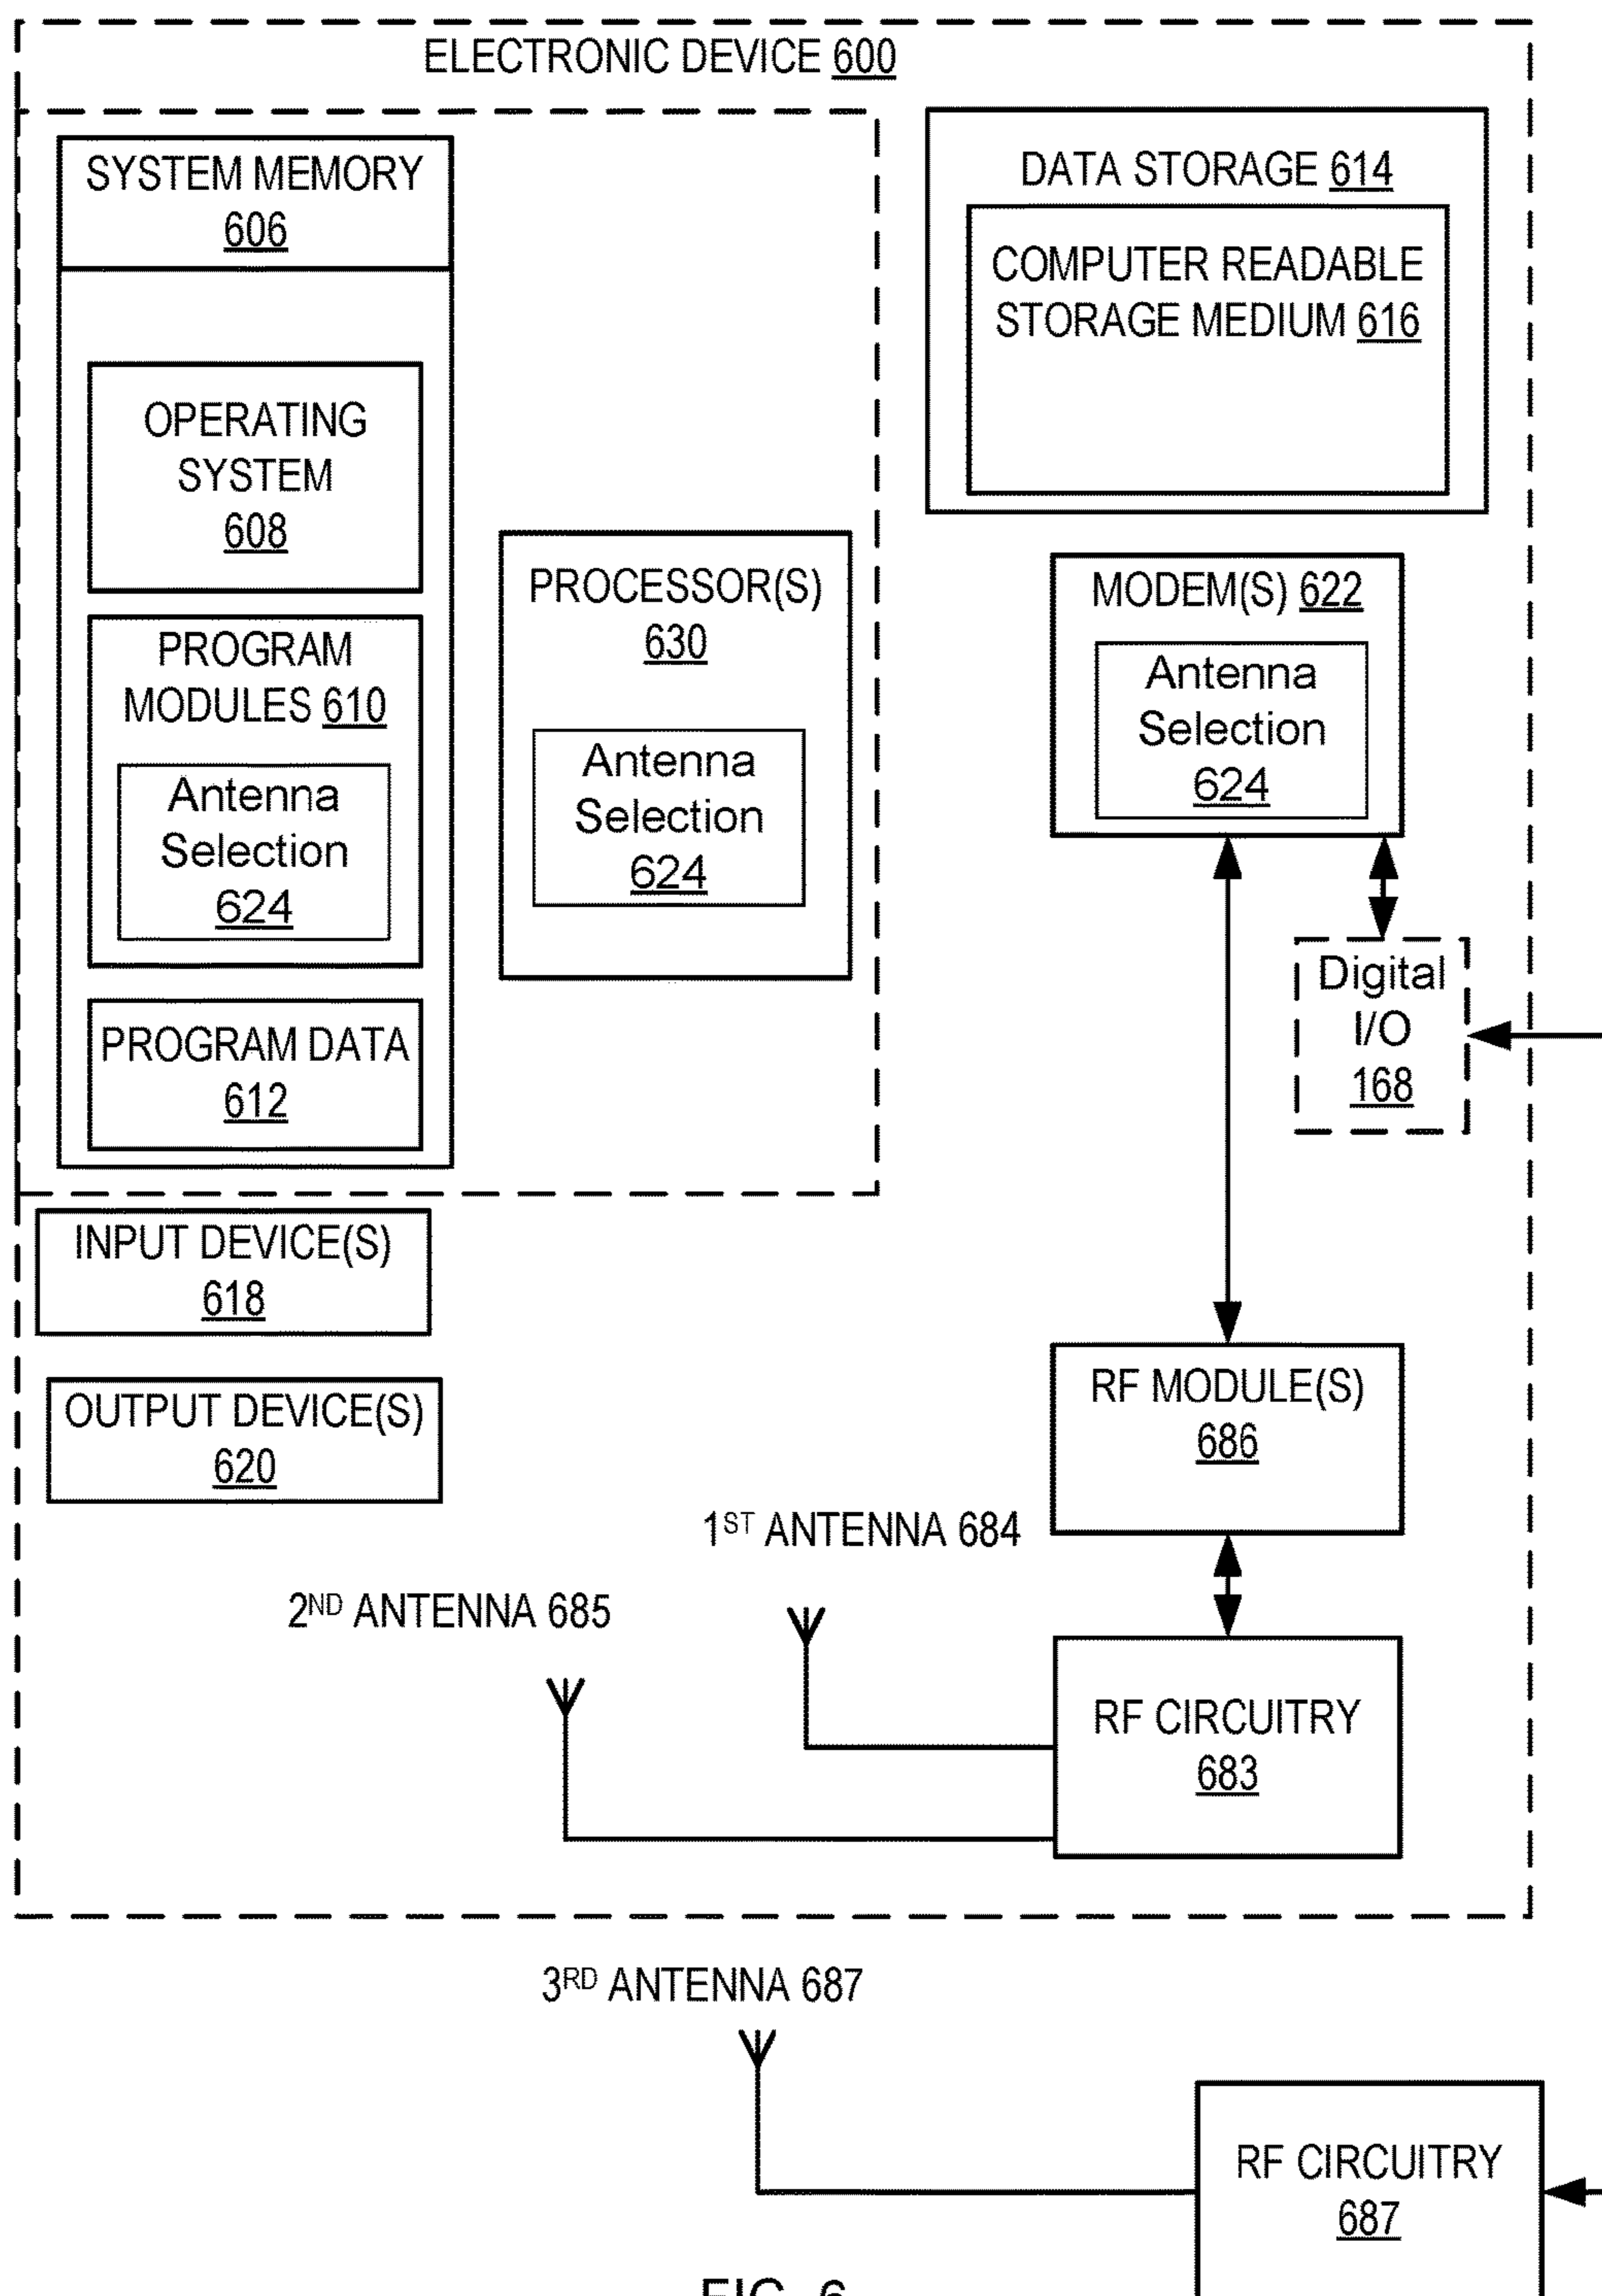 ELECTRONIC DEVICE 600
SYSTEM MEMORY
606
OPERATING
SYSTEM
608
PROGRAM
MODULES 610
Antenna
Selection
624
PROGRAM DATA
612
PROCESSOR(S)
630
Antenna
Selection
624
DATA STORAGE 614
COMPUTER READABLE
STORAGE MEDIUM 616
MODEM(S) 622
Antenna
Selection
624
Digital
I/O
168
INPUT DEVICE(S)
618
OUTPUT DEVICE(S)
620
RF MODULE(S)
686
1ST ANTENNA 684
2ND ANTENNA 685
RF CIRCUITRY
683
3RD ANTENNA 687
RF CIRCUITRY
687
FIG. 6